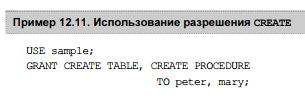 Пример 12.11. Использование разрешения CREATE
USE sample;
GRANT CREATE TABLE, CREATE PROCEDURE
TO peter, mary;